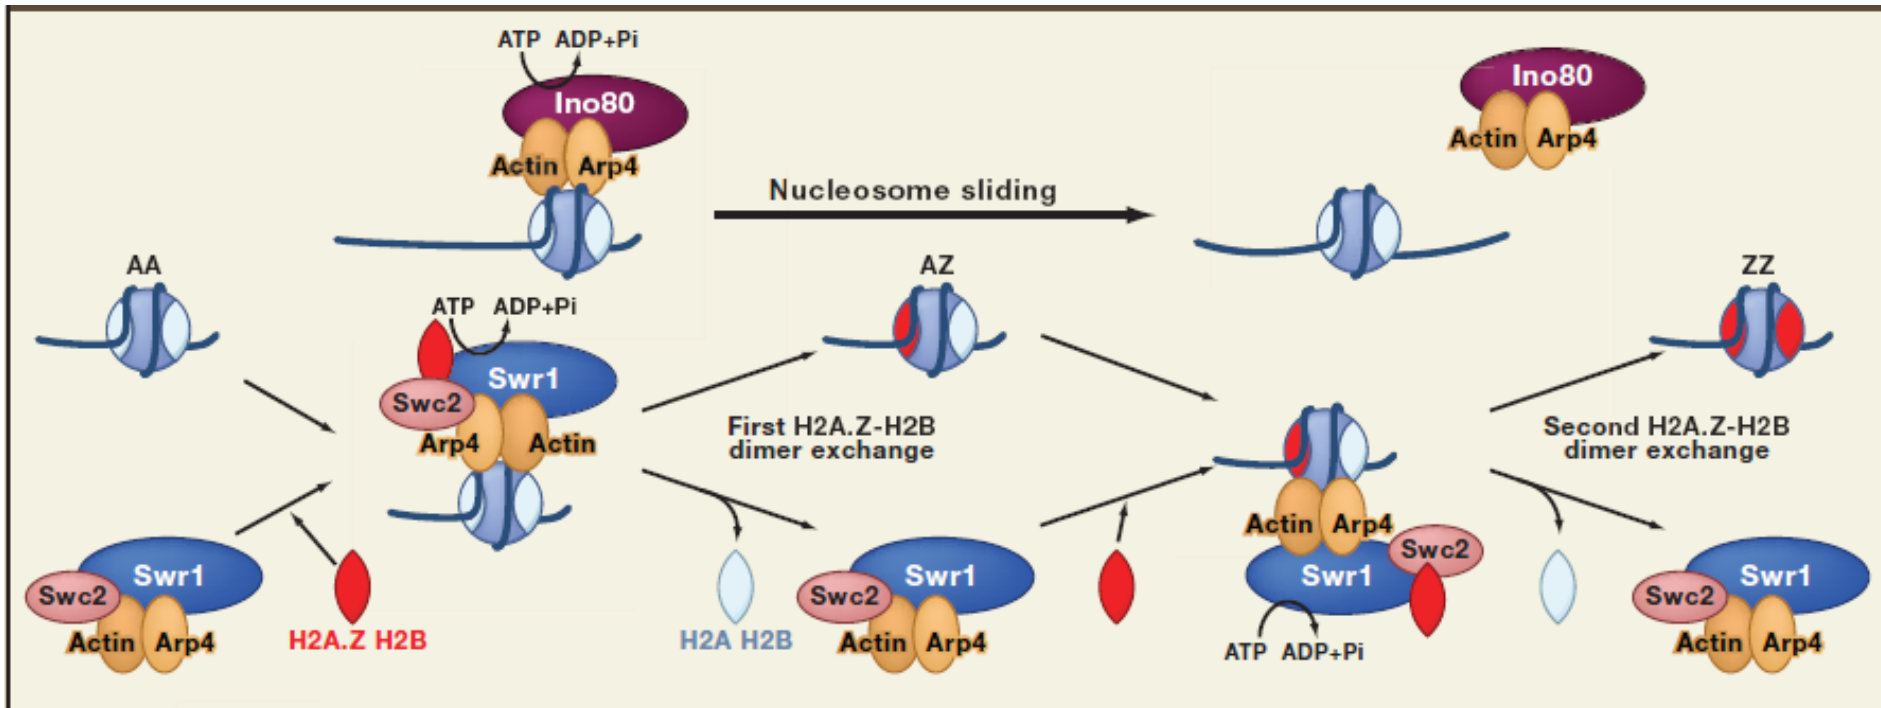 ATP ADP+Pi
Ino80
Actin Arp4
Nucleosome sliding
Ino80
Actin Arp4
AA
ATP ADP+Pi
Swr1
Swc2
Arp4 Actin
AZ
First H2A.Z-H2B
dimer exchange
ZZ
Second H2A.Z-H2B
dimer exchange
Swr1
Swc2
Actin Arp4
H2A.Z H2B
H2A H2B
Swr1
Swc2
Actin Arp4
Actin Arp4
Swc2
Swr1
ATP ADP+Pi
Swr1
Swc2
Actin Arp4